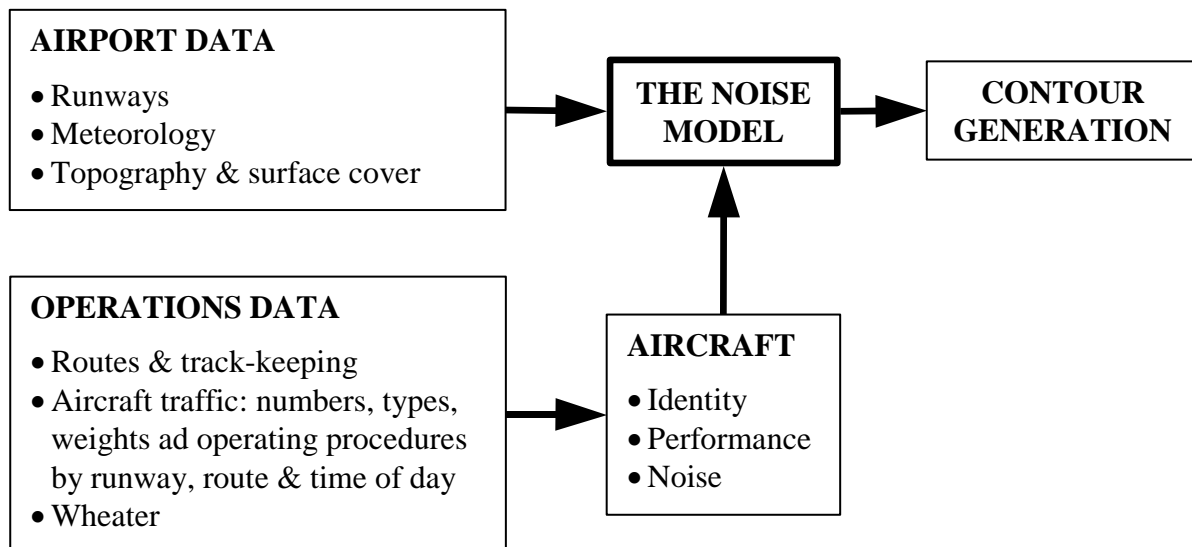 AIRPORT DATA
• Runways
• Meteorology
• Topography & surface cover
THE NOISE
MODEL
CONTOUR
GENERATION
OPERATIONS DATA
• Routes & track-keeping
• Aircraft traffic: numbers, types,
weights ad operating procedures
by runway, route & time of day
• Wheater
AIRCRAFT
• Identity
• Performance
• Noise